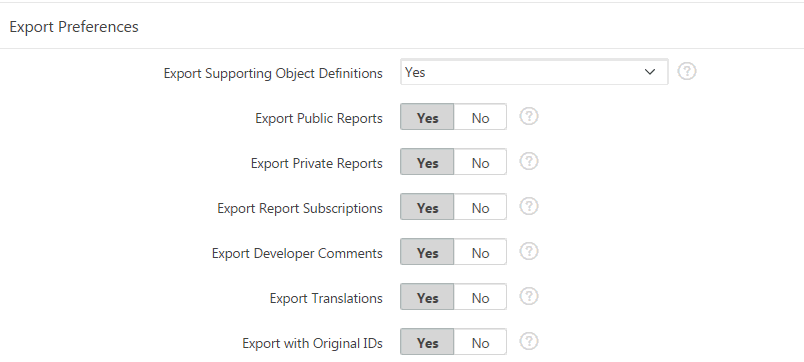 Export Preferences
Export Supporting Object Definitions Yes ?
Export Public Reports Yes No ?
Export Private Reports Yes No ?
Export Report Subscriptions Yes No ?
Export Developer Comments Yes No ?
Export Translations Yes No ?
Export with Original IDs Yes No ?